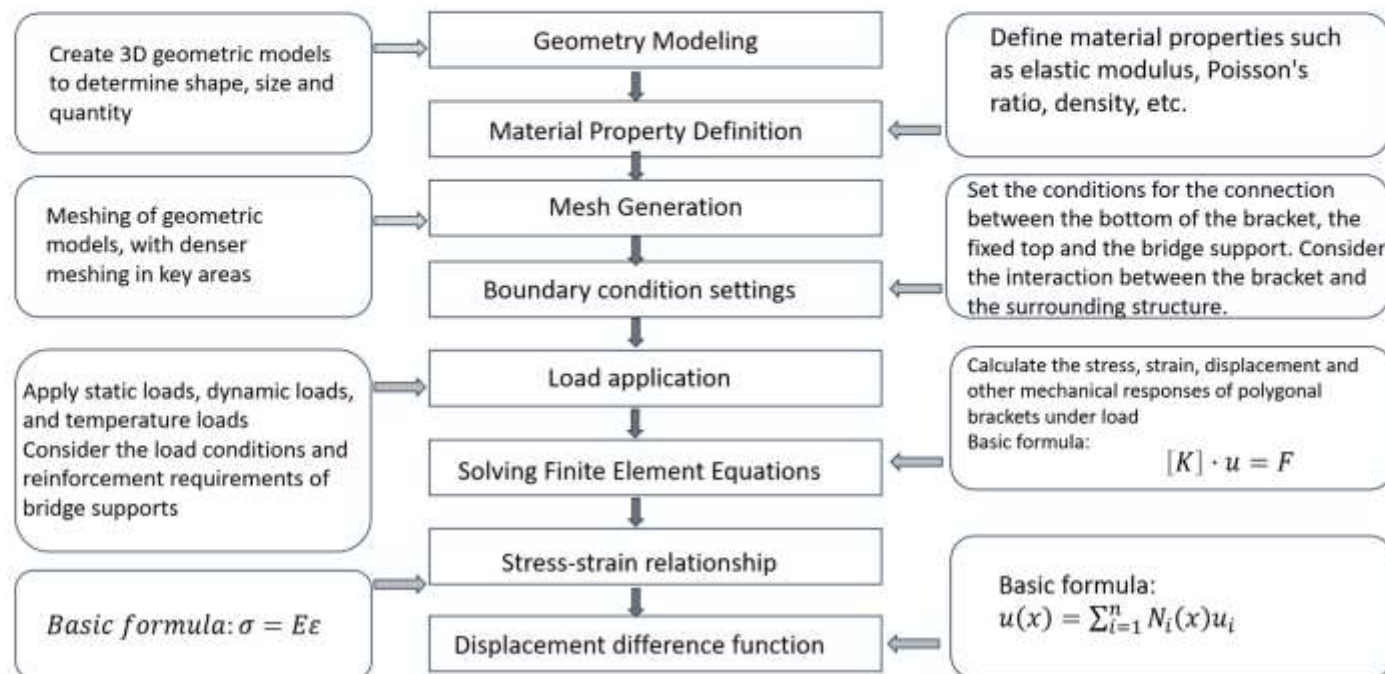 Create 3D geometric models
to determine shape, size and
quantity
Geometry Modeling
Define material properties such
as elastic modulus, Poisson's
ratio, density, etc.
Material Property Definition
Meshing of geometric
models, with denser
meshing in key areas
Mesh Generation
Set the conditions for the connection
between the bottom of the bracket, the
fixed top and the bridge support. Consider
the interaction between the bracket and
the surrounding structure.
Boundary condition settings
Apply static loads, dynamic loads,
and temperature loads
Consider the load conditions and
reinforcement requirements of
bridge supports
Load application
Calculate the stress, strain, displacement and
other mechanical responses of polygonal
brackets under load
Basic formula:
[K] · u = F
Solving Finite Element Equations
Stress-strain relationship
Basic formula: σ = Eε
Basic formula:
u(x) = ∑ⁿᵢ₌₁ Nᵢ(x)uᵢ
Displacement difference function